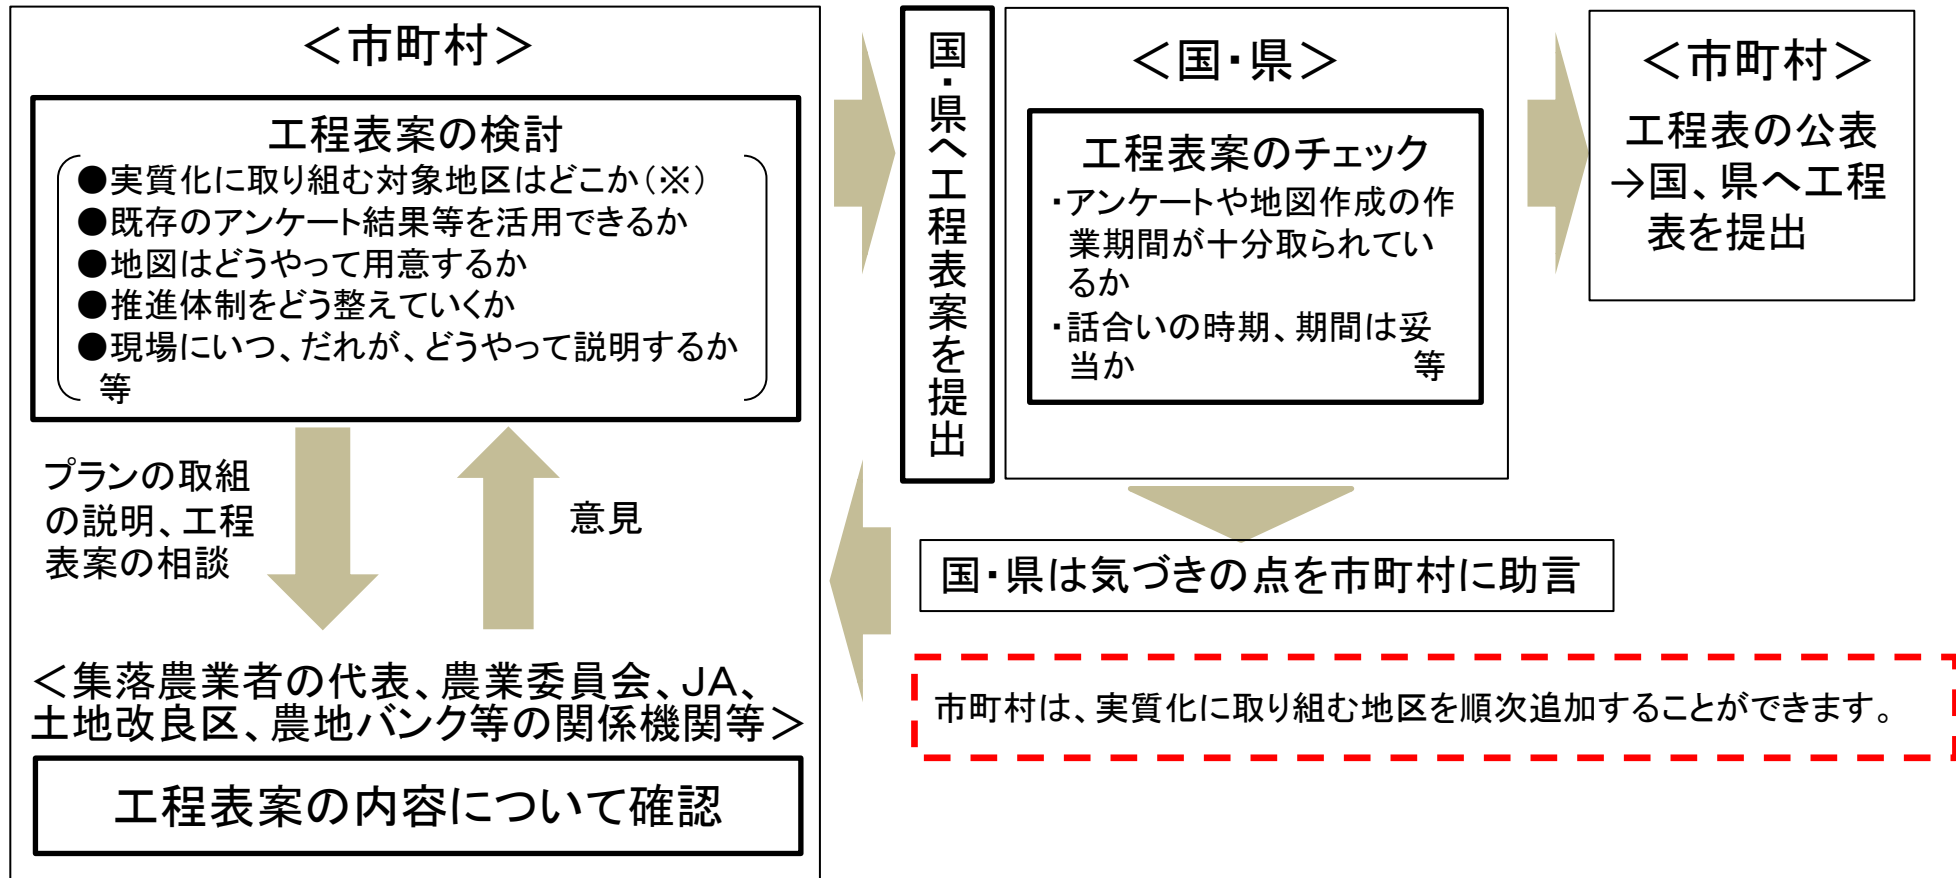 ＜市町村＞
工程表案の検討
●実質化に取り組む対象地区はどこか（※）
●既存のアンケート結果等を活用できるか
●地図はどうやって用意するか
●推進体制をどう整えていくか
●現場にいつ、だれが、どうやって説明するか
等
プランの取組
の説明、工程
表案の相談
意見
＜集落農業者の代表、農業委員会、JA、
土地改良区、農地バンク等の関係機関等＞
工程表案の内容について確認
国・県へ工程表案を提出
＜国・県＞
工程表案のチェック
・アンケートや地図作成の作
業期間が十分取られてい
るか
・話合いの時期、期間は妥
当か 等
国・県は気づきの点を市町村に助言
＜市町村＞
工程表の公表
→国、県へ工程
表を提出
市町村は、実質化に取り組む地区を順次追加することができます。